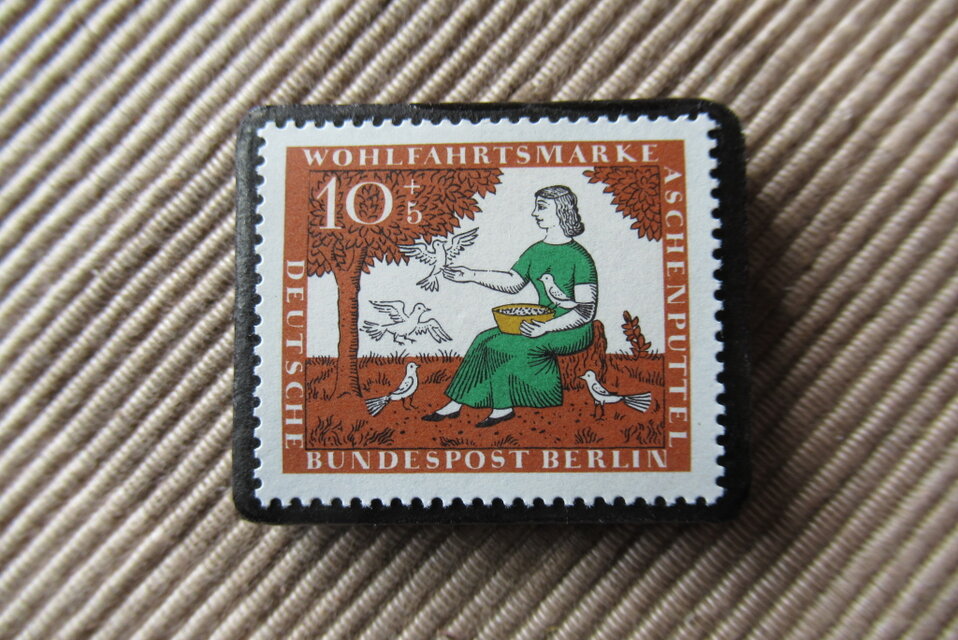 WOHLFAHRTSMARKE
10 +5
ASCHENPUTTEL
DEUTSCHE
BUNDESPOST BERLIN